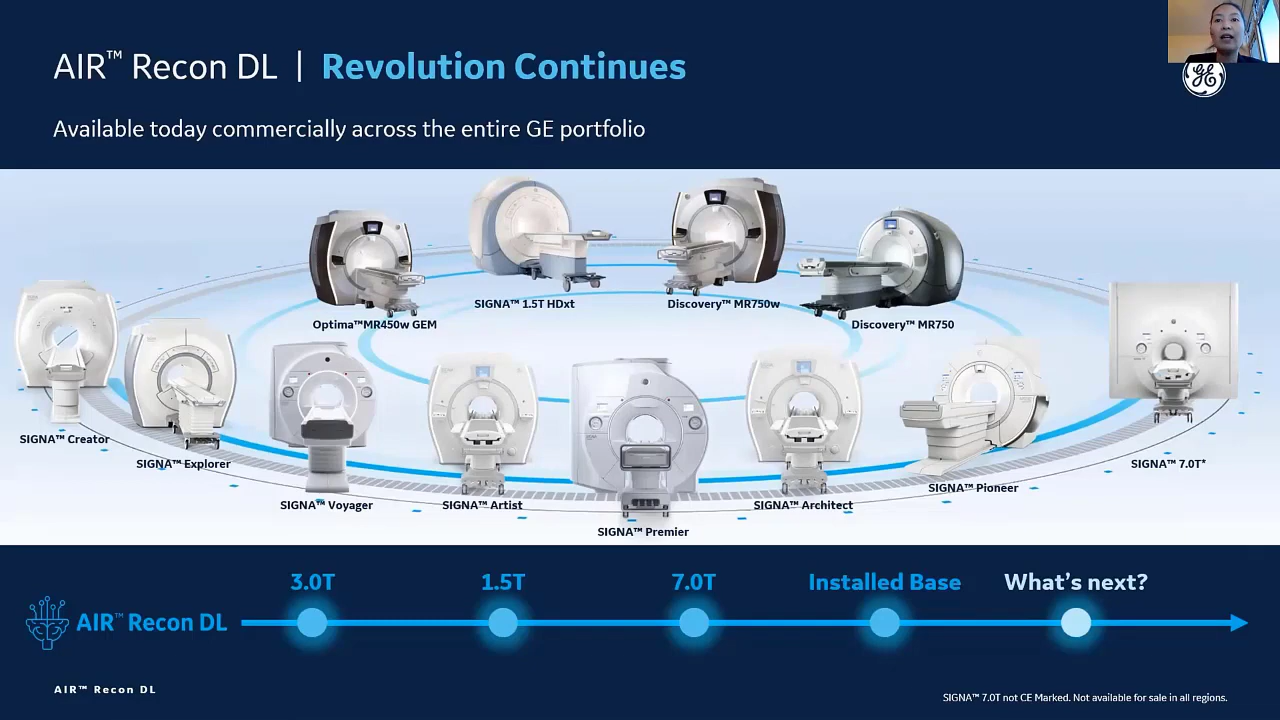 AIR™ Recon DL | Revolution Continues
Available today commercially across the entire GE portfolio
GE
SIGNA™ 1.5T HDxt
Discovery™ MR750w
Optima™MR450w GEM
Discovery™ MR750
SIGNA™ Creator
SIGNA™ Explorer
SIGNA™ 7.0T*
SIGNA™ Voyager
SIGNA™ Artist
SIGNA™ Premier
SIGNA™ Architect
SIGNA™ Pioneer
3.0T
1.5T
7.0T
Installed Base
What's next?
AIR™ Recon DL
AIR™ Recon DL
SIGNA™ 7.0T not CE Marked. Not available for sale in all regions.